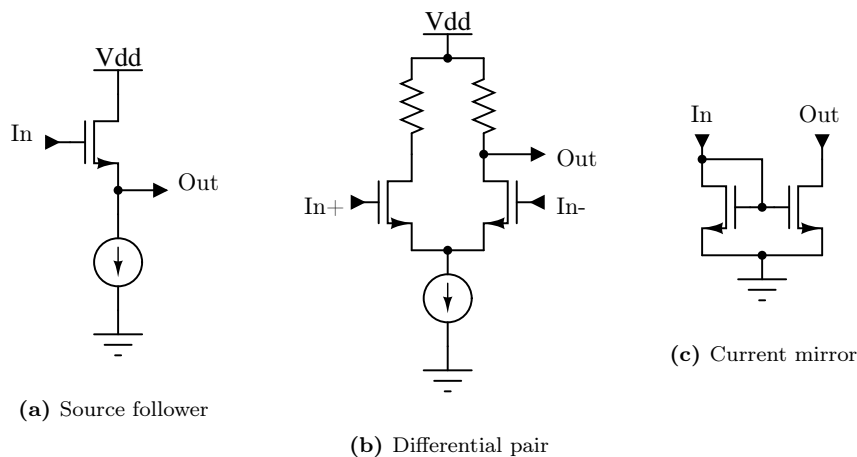 Vdd
In
Out
(a) Source follower
Vdd
Out
In+
In-
(b) Differential pair
In
Out
(c) Current mirror